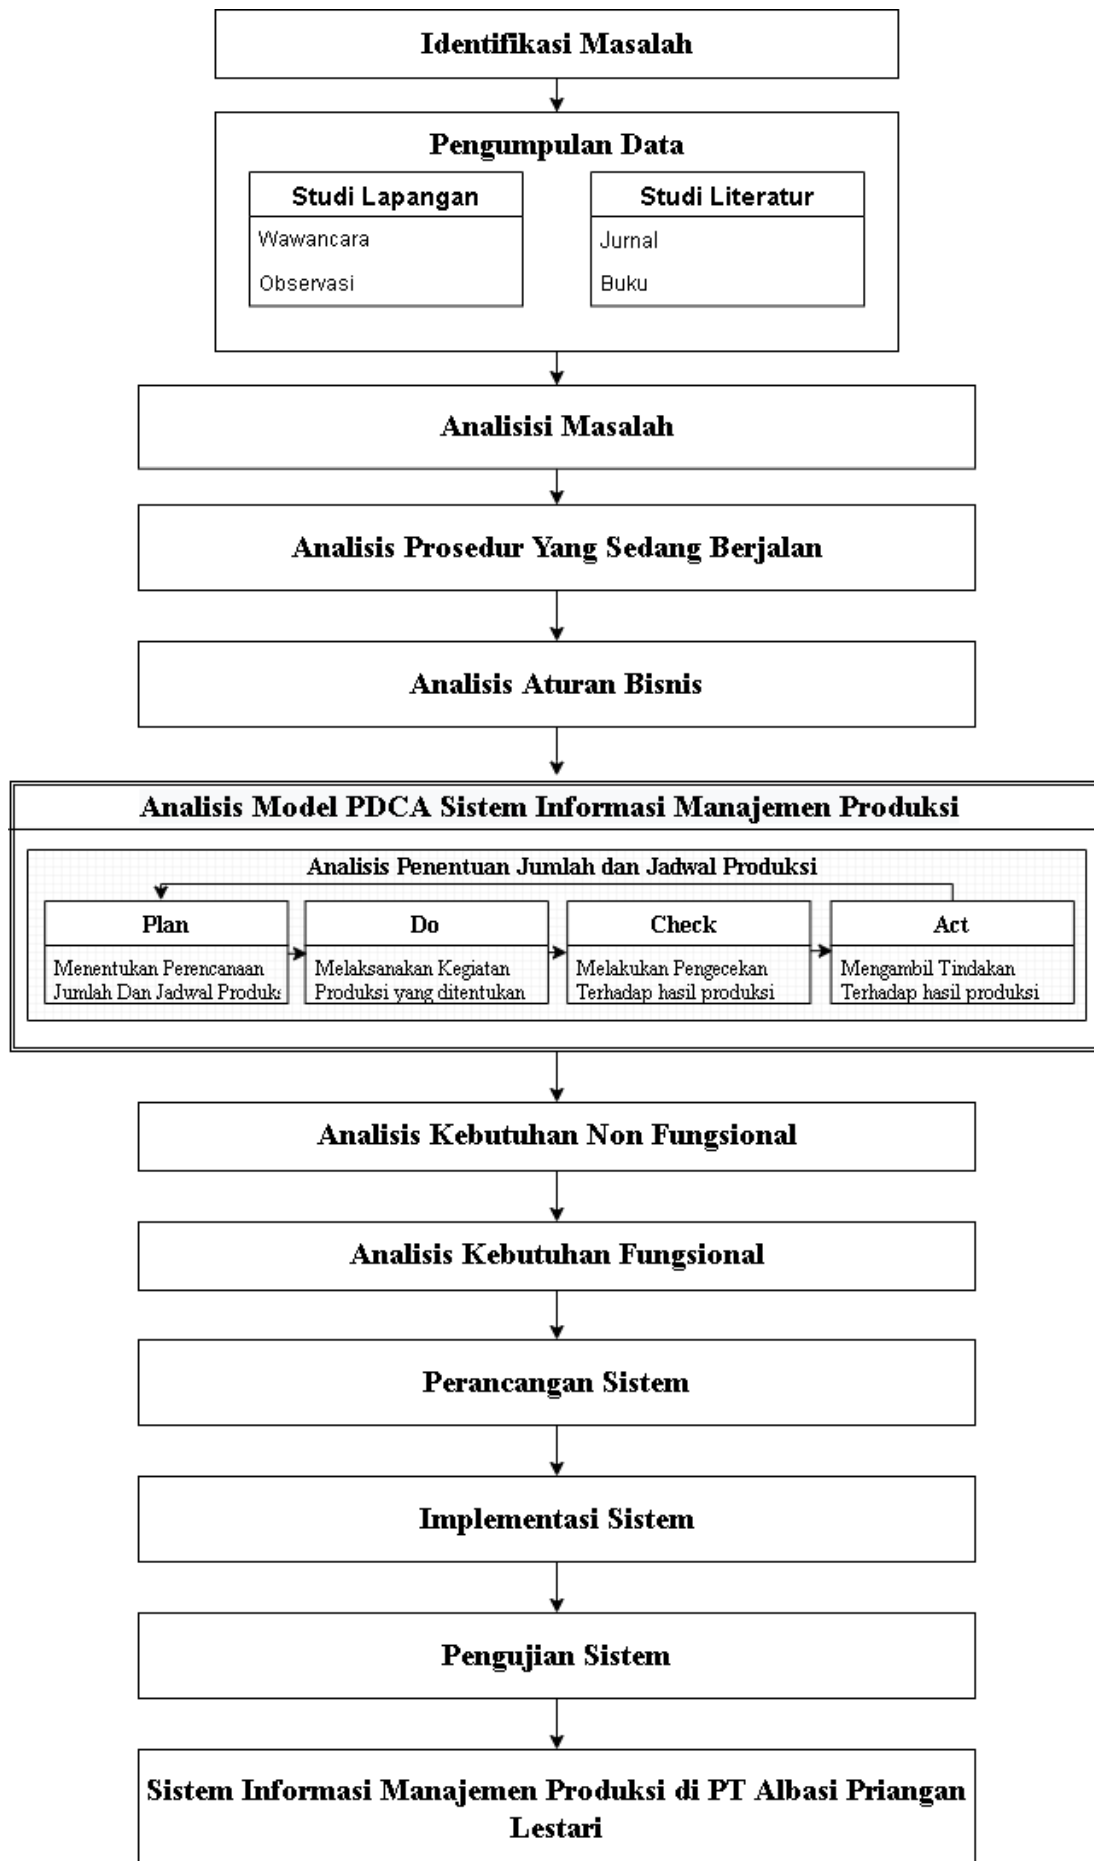 Identifikasi Masalah
Pengumpulan Data
Studi Lapangan
Wawancara
Observasi
Studi Literatur
Jurnal
Buku
Analisisi Masalah
Analisis Prosedur Yang Sedang Berjalan
Analisis Aturan Bisnis
Analisis Model PDCA Sistem Informasi Manajemen Produksi
Analisis Penentuan Jumlah dan Jadwal Produksi
Plan
Menentukan Perencanaan
Jumlah Dan Jadwal Produks
Do
Melaksanakan Kegiatan
Produksi yang ditentukan
Check
Melakukan Pengecekan
Terhadap hasil produksi
Act
Mengambil Tindakan
Terhadap hasil produksi
Analisis Kebutuhan Non Fungsional
Analisis Kebutuhan Fungsional
Perancangan Sistem
Implementasi Sistem
Pengujian Sistem
Sistem Informasi Manajemen Produksi di PT Albasi Priangan
Lestari